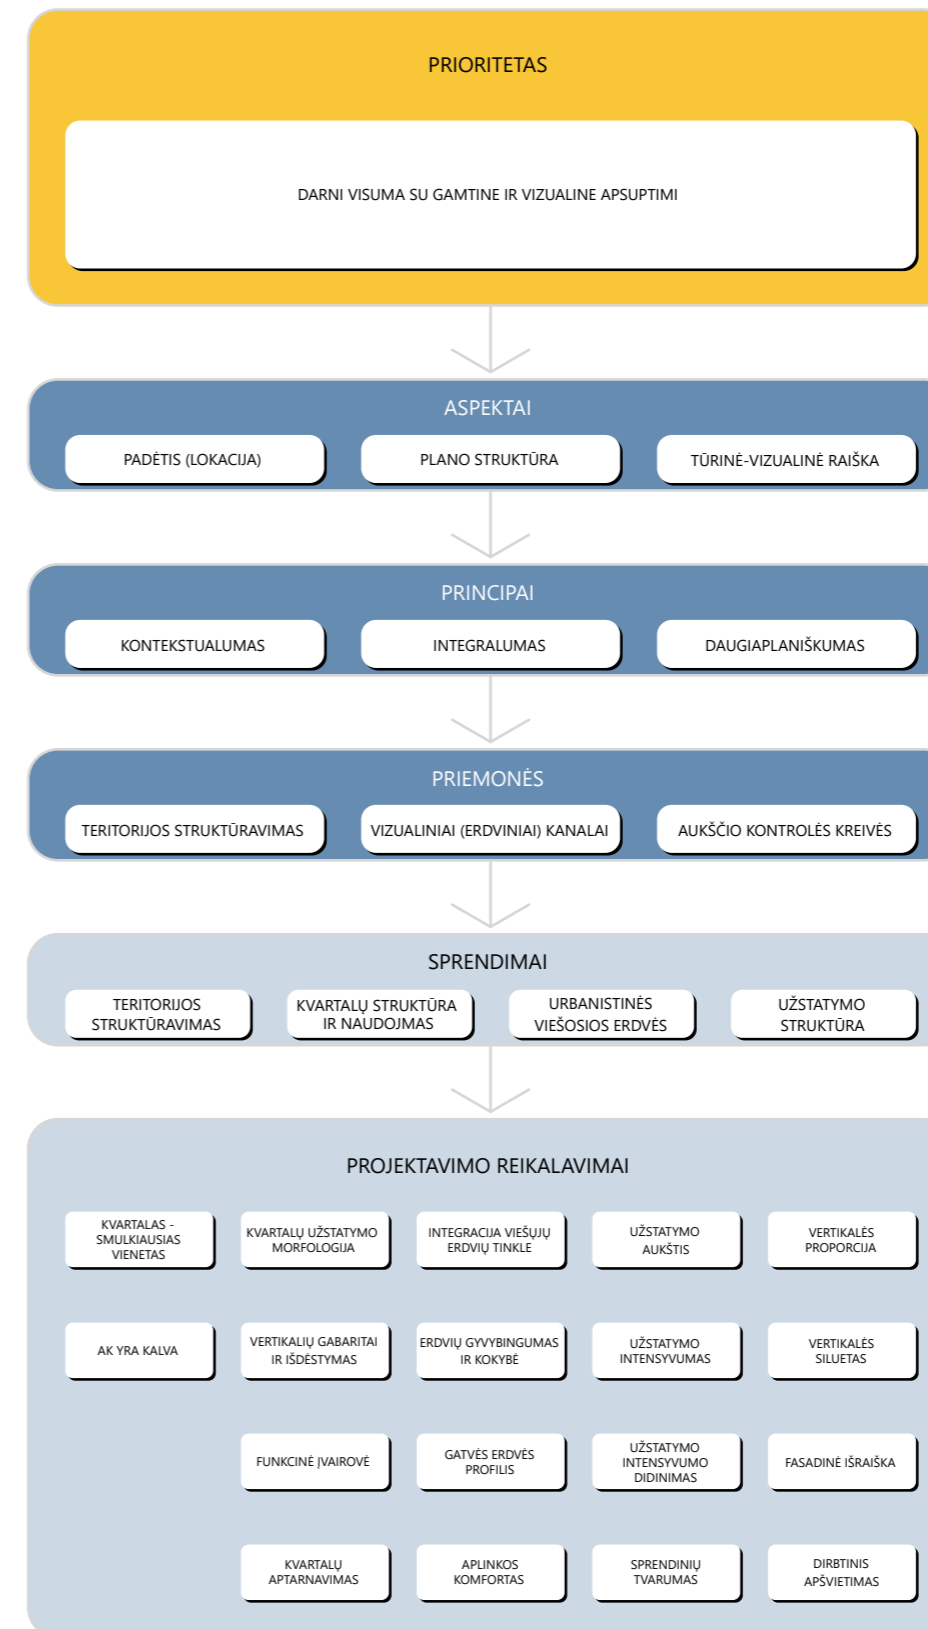 PRIORITETAS
DARNI VISUMA SU GAMTINE IR VIZUALINE APSUPTIMI
ASPEKTAI
PADĖTIS (LOKACIJA)
PLANO STRUKTŪRA
TŪRINĖ-VIZUALINĖ RAIŠKA
PRINCIPAI
KONTEKSTUALUMAS
INTEGRALUMAS
DAUGIAPLANIŠKUMAS
PRIEMONĖS
TERITORIJOS STRUKTŪRAVIMAS
VIZUALINIAI (ERDVINIAI) KANALAI
AUKŠČIO KONTROLĖS KREIVĖS
SPRENDIMAI
TERITORIJOS
STRUKTŪRAVIMAS
KVARTALŲ STRUKTŪRA
IR NAUDOJMAS
URBANISTINĖS
VIEŠOSIOS ERDVĖS
UŽSTATYMO
STRUKTŪRA
PROJEKTAVIMO REIKALAVIMAI
KVARTALAS -
SMULKIAUSIAS
VIENETAS
KVARTALŲ UŽSTATYMO
MORFOLOGIJA
INTEGRACIJA VIEŠŲJŲ
ERDVIŲ TINKLE
UŽSTATYMO
AUKŠTIS
VERTIKALĖS
PROPORCIJA
AK YRA KALVA
VERTIKALIŲ GABARITAI
IR IŠDĖSTYMAS
ERDVIŲ GYVYBINGUMAS
IR KOKYBĖ
UŽSTATYMO
INTENSYVUMAS
VERTIKALĖS
SILUETAS
FUNKCINĖ ĮVAIROVĖ
GATVĖS ERDVĖS
PROFILIS
UŽSTATYMO
INTENSYVUMO
DIDINIMAS
FASADINĖ IŠRAIŠKA
KVARTALŲ
APTARNAVIMAS
APLINKOS
KOMFORTAS
SPRENDINIŲ
TVARUMAS
DIRBTINIS
APŠVIETIMAS